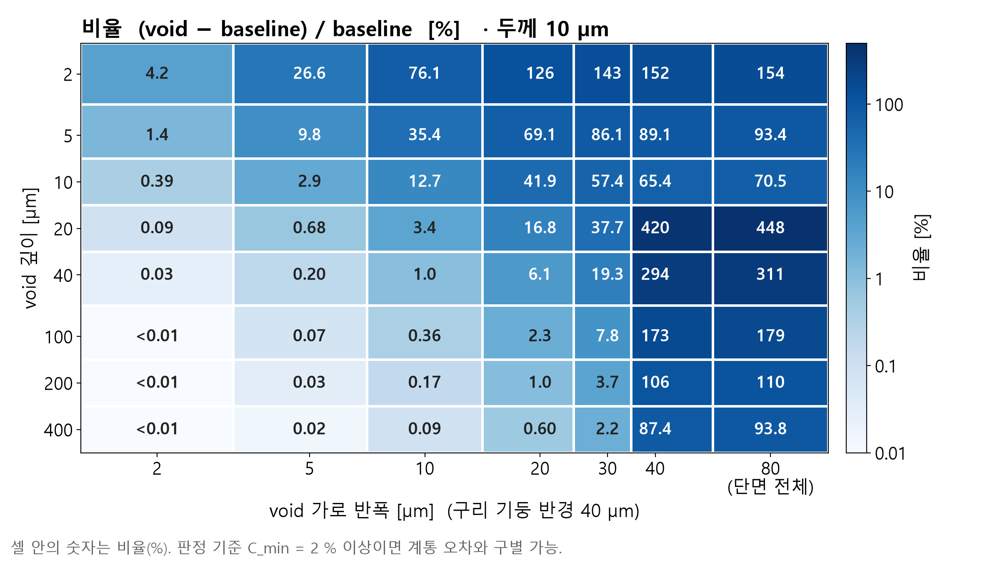 비율 (void − baseline) / baseline [%] · 두께 10 µm
2 4.2 26.6 76.1 126 143 152 154
5 1.4 9.8 35.4 69.1 86.1 89.1 93.4
10 0.39 2.9 12.7 41.9 57.4 65.4 70.5
20 0.09 0.68 3.4 16.8 37.7 420 448
40 0.03 0.20 1.0 6.1 19.3 294 311
100 <0.01 0.07 0.36 2.3 7.8 173 179
200 <0.01 0.03 0.17 1.0 3.7 106 110
400 <0.01 0.02 0.09 0.60 2.2 87.4 93.8
void 깊이 [µm]
2 5 10 20 30 40 80
(단면 전체)
void 가로 반폭 [µm] (구리 기둥 반경 40 µm)
100
10
1
0.1
0.01
비율 [%]
셀 안의 숫자는 비율(%). 판정 기준 C_min = 2 % 이상이면 계통 오차와 구별 가능.